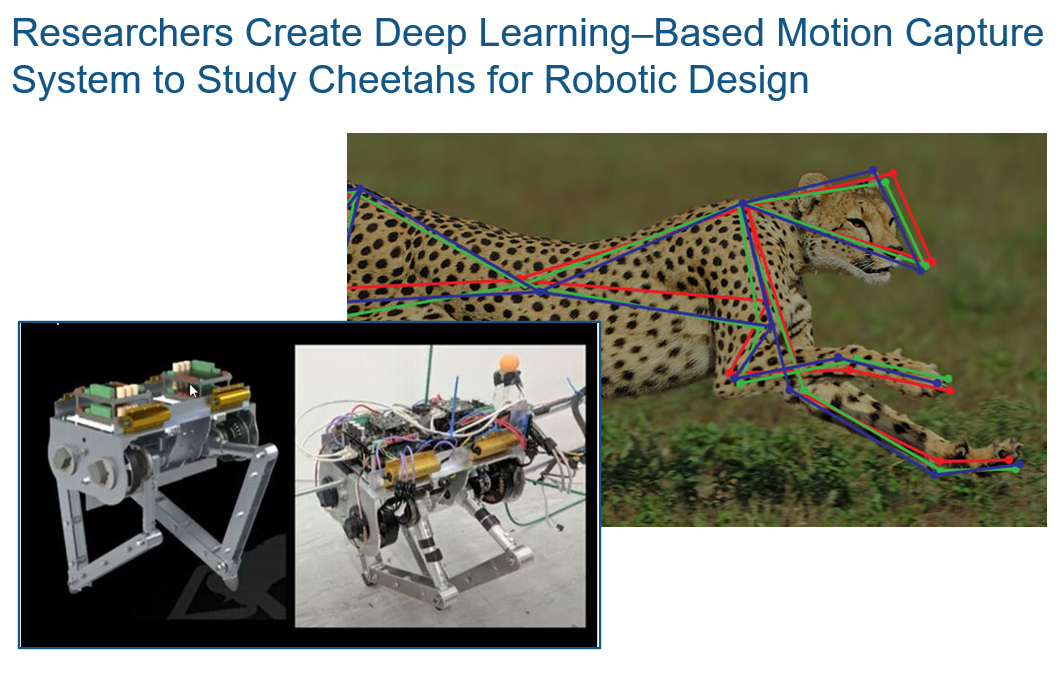 Researchers Create Deep Learning–Based Motion Capture
System to Study Cheetahs for Robotic Design